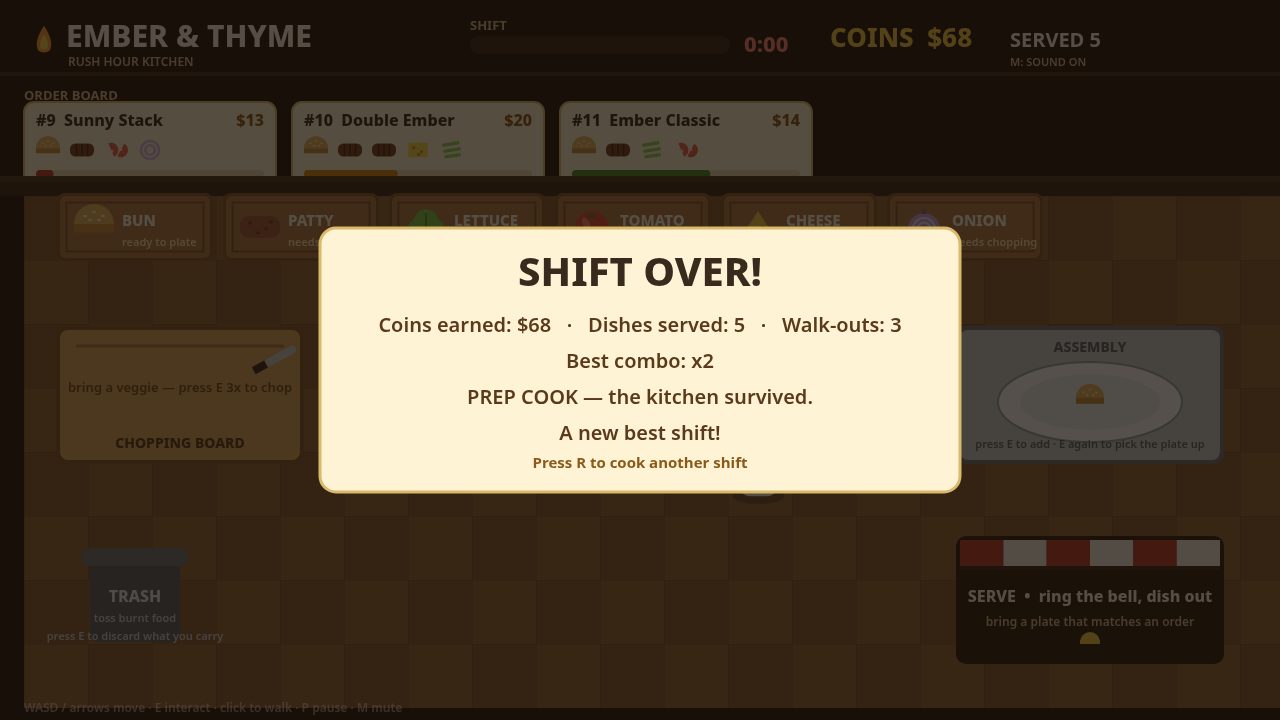 EMBER & THYME
RUSH HOUR KITCHEN
SHIFT
0:00
COINS $68
SERVED 5
M: SOUND ON
ORDER BOARD
#9 Sunny Stack $13
#10 Double Ember $20
#11 Ember Classic $14
BUN
ready to plate
PATTY
needs
LETTUCE
TOMATO
CHEESE
ONION
eeds chopping
SHIFT OVER!
Coins earned: $68 · Dishes served: 5 · Walk-outs: 3
Best combo: x2
PREP COOK — the kitchen survived.
A new best shift!
Press R to cook another shift
bring a veggie — press E 3x to chop
CHOPPING BOARD
ASSEMBLY
press E to add · E again to pick the plate up
TRASH
toss burnt food
press E to discard what you carry
SERVE • ring the bell, dish out
bring a plate that matches an order
WASD / arrows move · E interact · click to walk · P pause · M mute